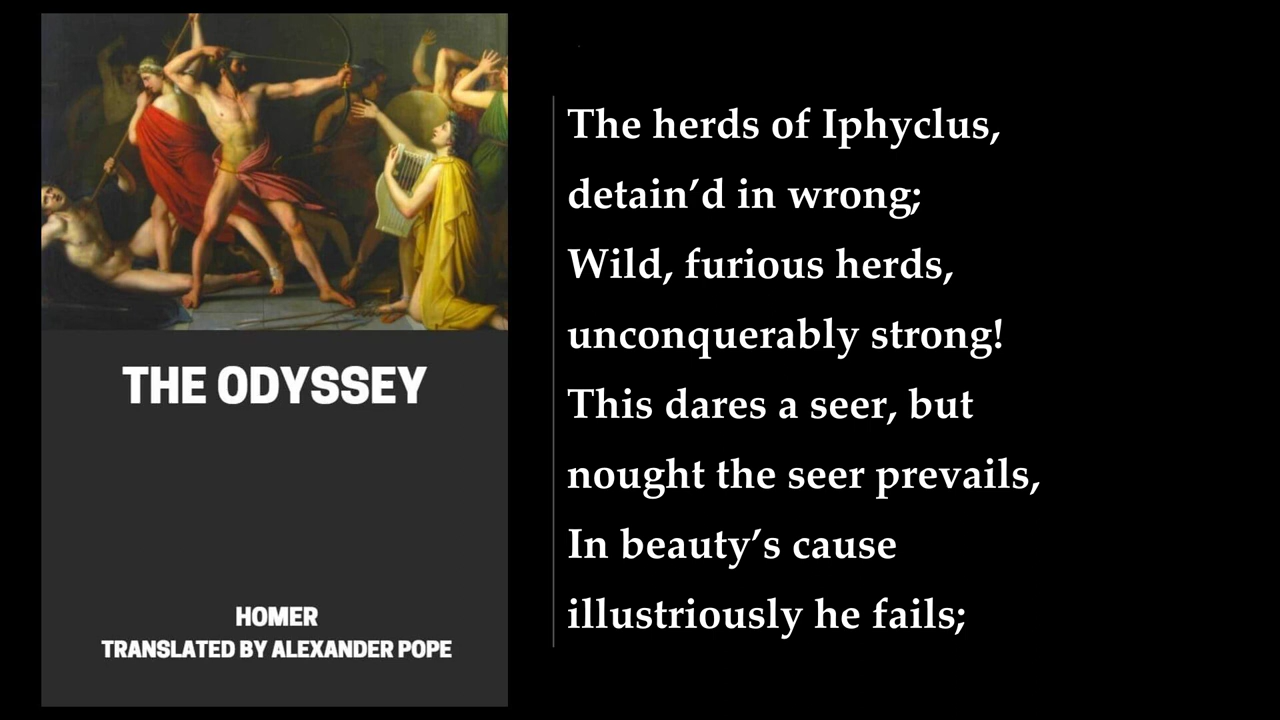 THE ODYSSEY
HOMER
TRANSLATED BY ALEXANDER POPE
The herds of Iphyclus,
detain’d in wrong;
Wild, furious herds,
unconquerably strong!
This dares a seer, but
nought the seer prevails,
In beauty’s cause
illustriously he fails;